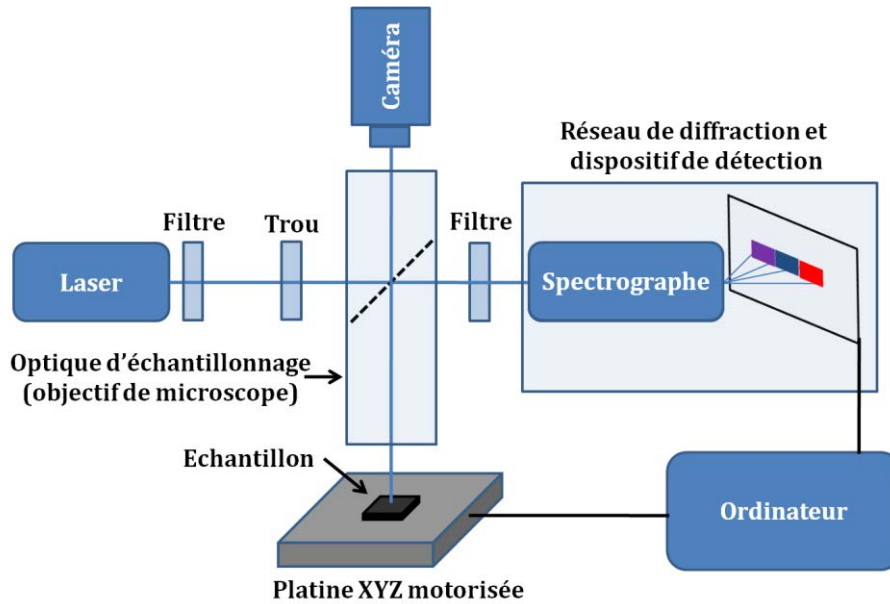 Caméra
Réseau de diffraction et
dispositif de détection
Filtre
Trou
Filtre
Laser
Spectrographe
Optique d'échantillonnage
(objectif de microscope)
Echantillon
Ordinateur
Platine XYZ motorisée